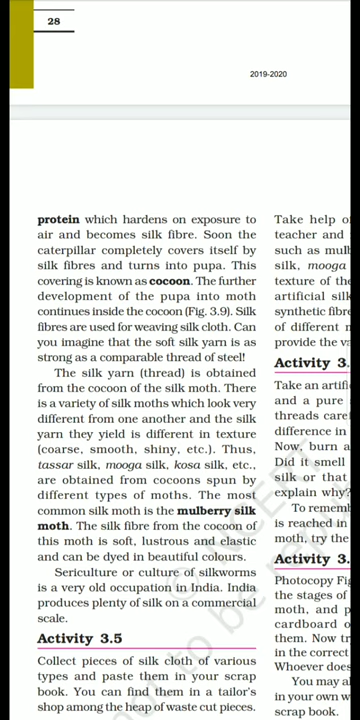 28
2019-2020
protein which hardens on exposure to
air and becomes silk fibre. Soon the
caterpillar completely covers itself by
silk fibres and turns into pupa. This
covering is known as cocoon. The further
development of the pupa into moth
continues inside the cocoon (Fig. 3.9). Silk
fibres are used for weaving silk cloth. Can
you imagine that the soft silk yarn is as
strong as a comparable thread of steel!
The silk yarn (thread) is obtained
from the cocoon of the silk moth. There
is a variety of silk moths which look very
different from one another and the silk
yarn they yield is different in texture
(coarse, smooth, shiny, etc.). Thus,
tassar silk, mooga silk, kosa silk, etc.,
are obtained from cocoons spun by
different types of moths. The most
common silk moth is the mulberry silk
moth. The silk fibre from the cocoon of
this moth is soft, lustrous and elastic
and can be dyed in beautiful colours.
Sericulture or culture of silkworms
is a very old occupation in India. India
produces plenty of silk on a commercial
scale.
Activity 3.5
Collect pieces of silk cloth of various
types and paste them in your scrap
book. You can find them in a tailor's
shop among the heap of waste cut pieces.
Take help o
teacher and
such as mul
silk, mooga
texture of the
artificial silk
synthetic fibre
of different
provide the va
Activity 3.
Take an artifi
and a pure
threads care
difference in
Now, burn a
Did it smell
silk or that
explain why?
To rememb
is reached in
moth, try the
Activity 3.
Photocopy Fig
the stages of
moth, and p
cardboard o
them. Now t
in the correct
Whoever does
You may al
in your own w
scrap book.